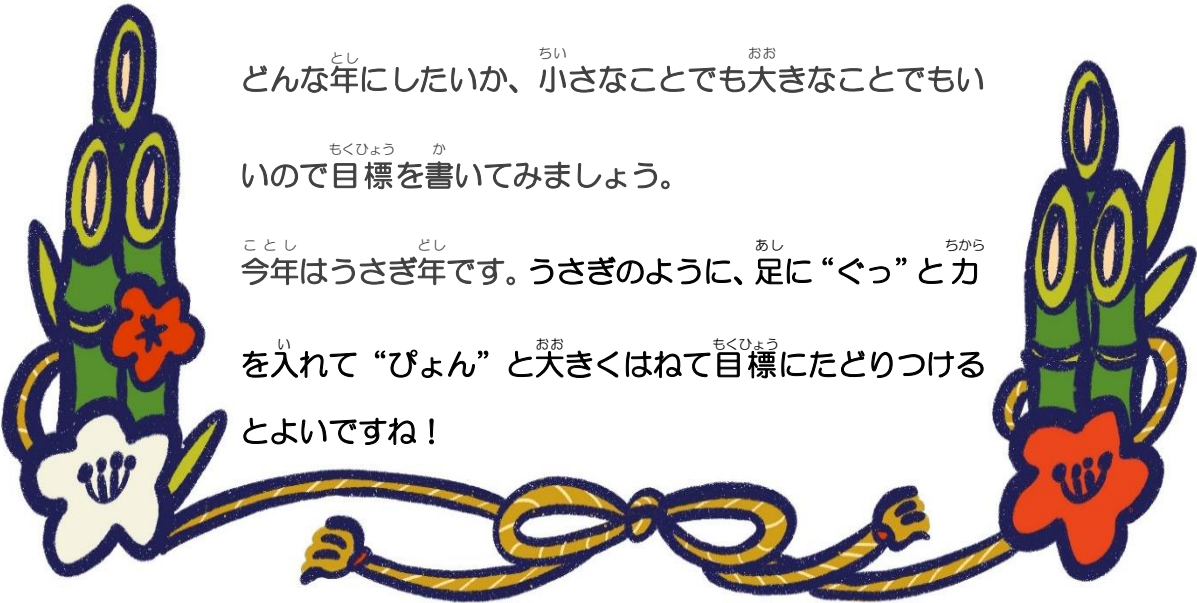 どんな年にしたいか、小さなことでも大きなことでもい
いので目標を書いてみましょう。
今年はうさぎ年です。うさぎのように、足に“ぐっ”と力
を入れて“ぴょん”と大きくはねて目標にたどりつける
とよいですね！